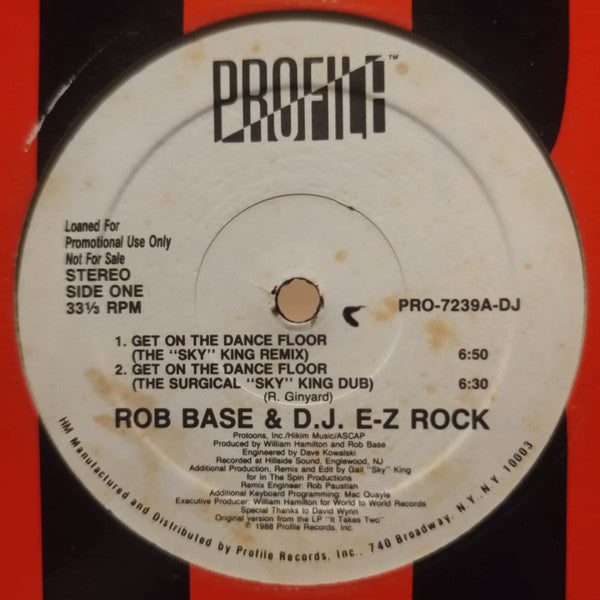 PROFILE™
Loaned For
Promotional Use Only
Not For Sale
STEREO
SIDE ONE
33⅓ RPM
PRO-7239A-DJ
1. GET ON THE DANCE FLOOR
(THE "SKY" KING REMIX) 6:50
2. GET ON THE DANCE FLOOR
(THE SURGICAL "SKY" KING DUB) 6:30
(R. Ginyard)
ROB BASE & D.J. E-Z ROCK
Protoons, Inc./Hikim Music/ASCAP
Produced by William Hamilton and Rob Base
Engineered by Dave Kowalski
Recorded at Hillside Sound, Englewood, NJ
Additional Production, Remix and Edit by Gail "Sky" King
for In The Spin Productions
Remix Engineer: Rob Paustian
Additional Keyboard Programming: Mac Quayle
Executive Producer: William Hamilton for World to World Records
Special Thanks to David Wynn
Original version from the LP "It Takes Two"
℗ 1988 Profile Records, Inc.
HM Manufactured and Distributed by Profile Records, Inc., 740 Broadway, N.Y., N.Y. 10003